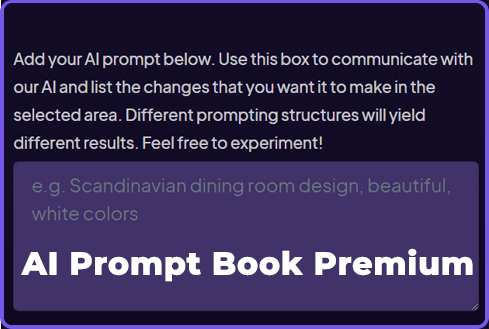 Add your AI prompt below. Use this box to communicate with
our AI and list the changes that you want it to make in the
selected area. Different prompting structures will yield
different results. Feel free to experiment!
e.g. Scandinavian dining room design, beautiful,
white colors
AI Prompt Book Premium